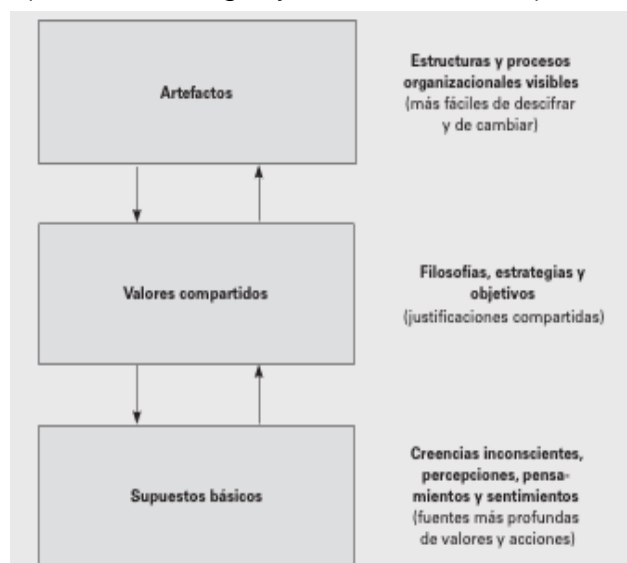 Artefactos
Estructuras y procesos
organizacionales visibles
(más fáciles de descifrar
y de cambiar)
Valores compartidos
Filosofías, estrategias y
objetivos
(justificaciones compartidas)
Supuestos básicos
Creencias inconscientes,
percepciones, pensa-
mientos y sentimientos
(fuentes más profundas
de valores y acciones)